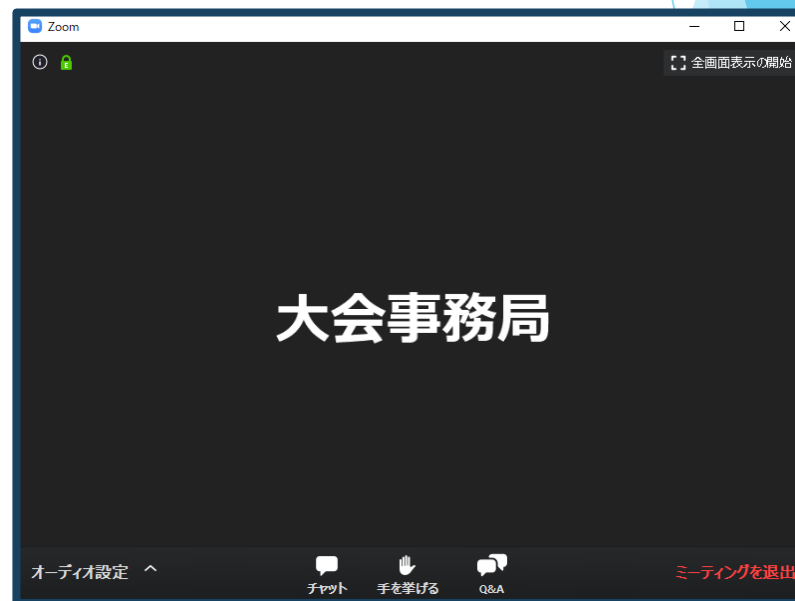 Zoom
全画面表示の開始
大会事務局
オーディオ設定
チャット
手を挙げる
Q&A
ミーティングを退出